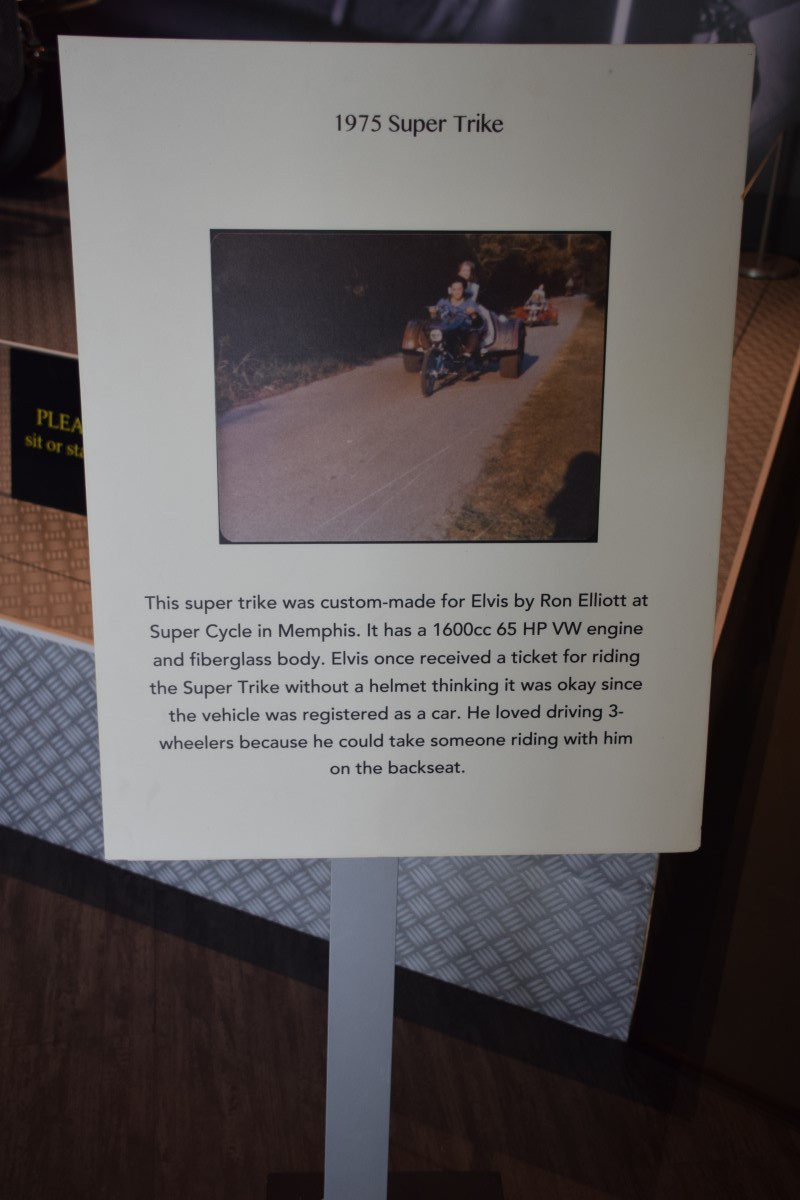 1975 Super Trike
This super trike was custom-made for Elvis by Ron Elliott at
Super Cycle in Memphis. It has a 1600cc 65 HP VW engine
and fiberglass body. Elvis once received a ticket for riding
the Super Trike without a helmet thinking it was okay since
the vehicle was registered as a car. He loved driving 3-
wheelers because he could take someone riding with him
on the backseat.
PLEA
sit or sta